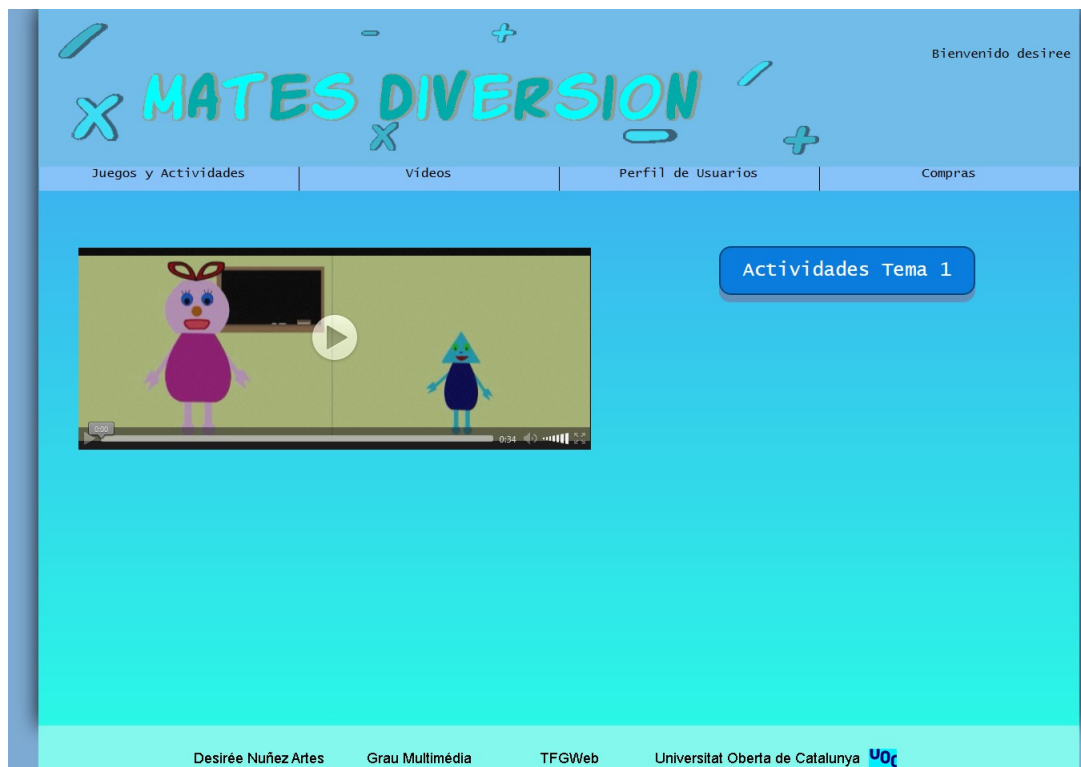 MATES DIVERSION
Bienvenido desiree
Juegos y Actividades
Vídeos
Perfil de Usuarios
Compras
Actividades Tema 1
0:00
0:34
Desirée Nuñez Artes
Grau Multimédia
TFGWeb
Universitat Oberta de Catalunya
UOC